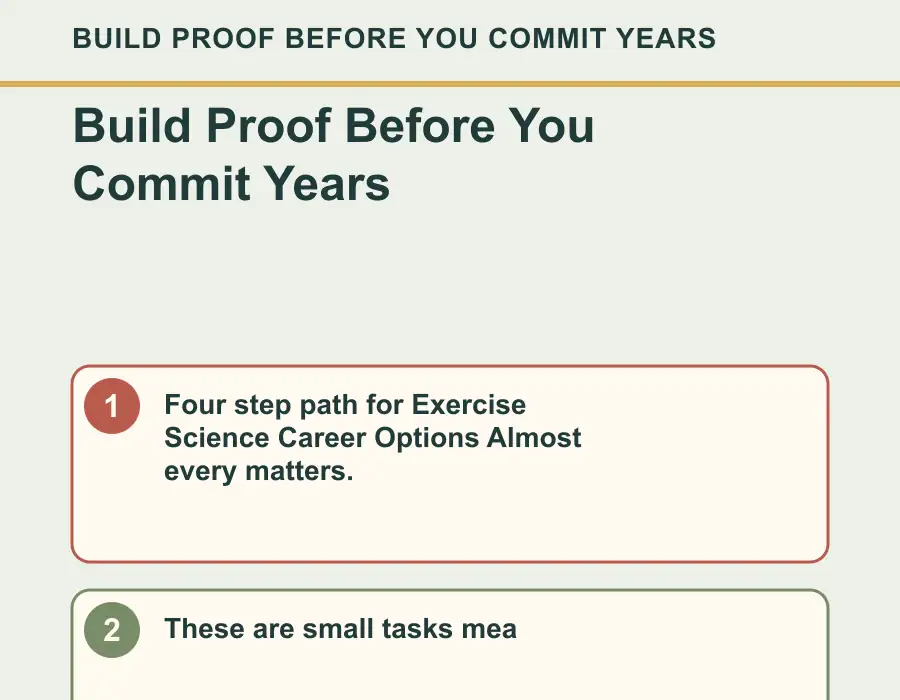 BUILD PROOF BEFORE YOU COMMIT YEARS
Build Proof Before You
Commit Years
1
Four step path for Exercise
Science Career Options Almost
every matters.
2
These are small tasks mea